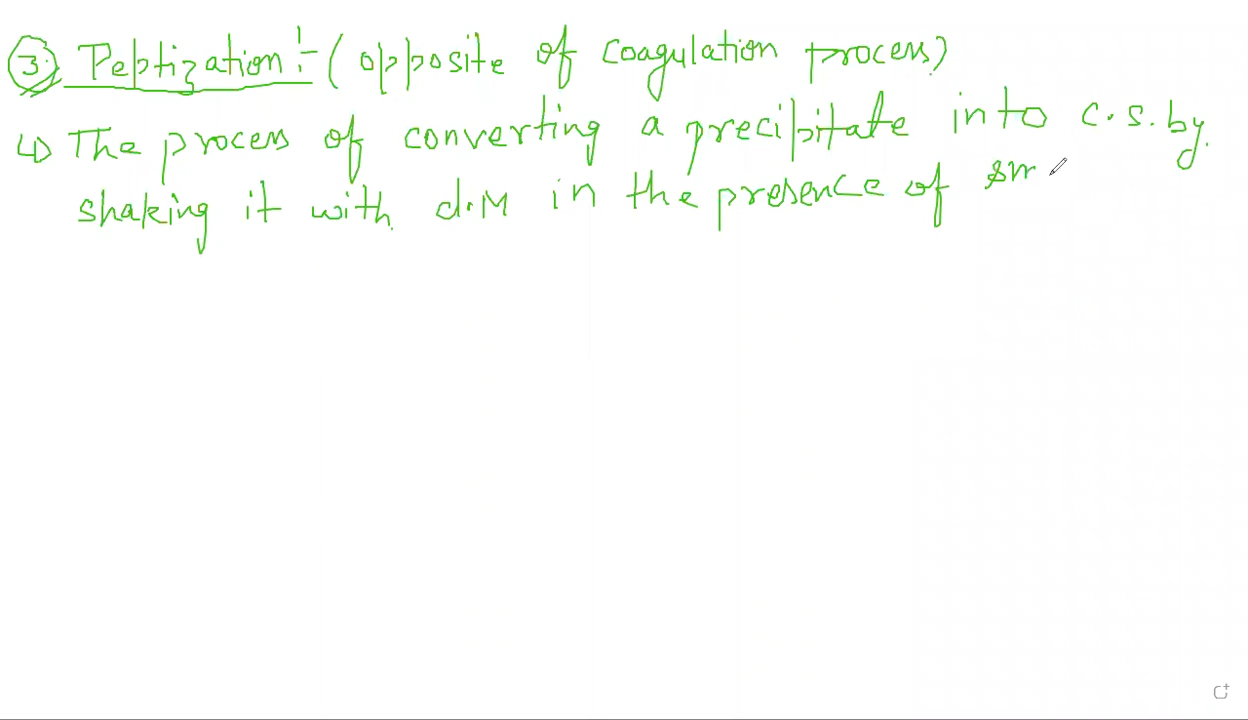 3. Peptization :- (opposite of coagulation process)
↳ The process of converting a precipitate into c.s. by
shaking it with d.M in the presence of sm